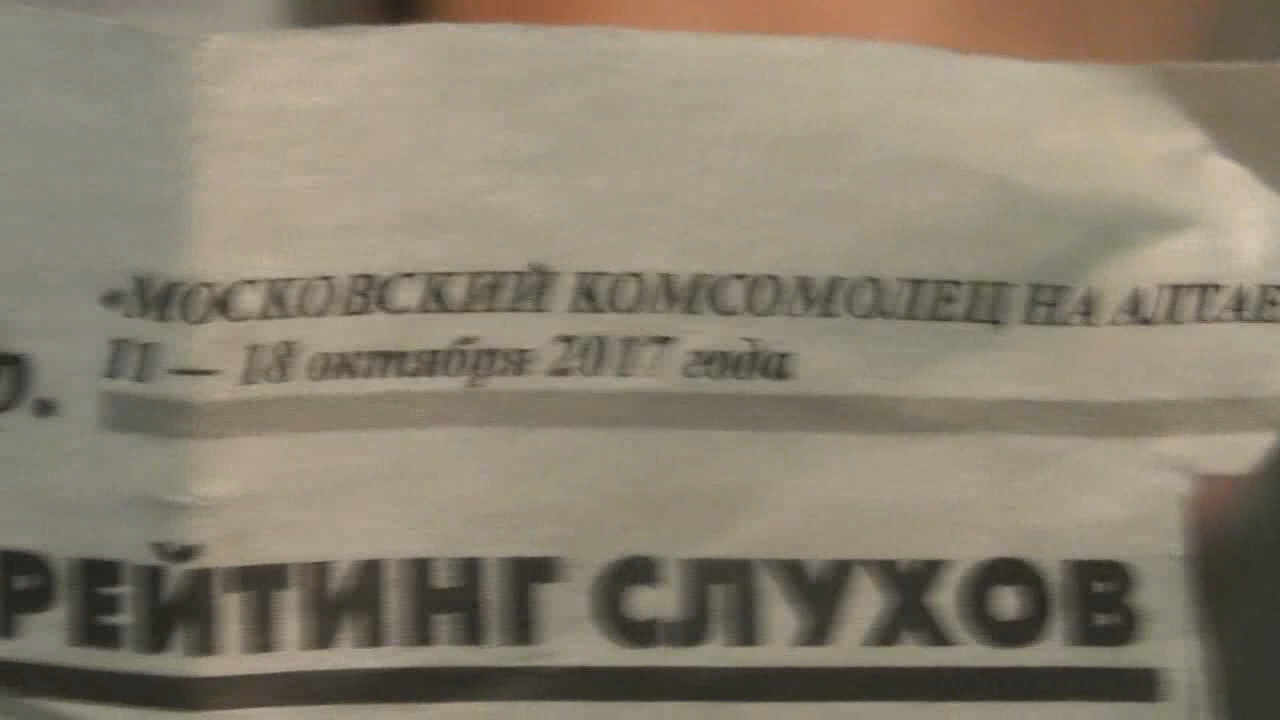 «МОСКОВСКИЙ КОМСОМОЛЕЦ НА АЛТАЕ
11 — 18 октября 2017 года
РЕЙТИНГ СЛУХОВ